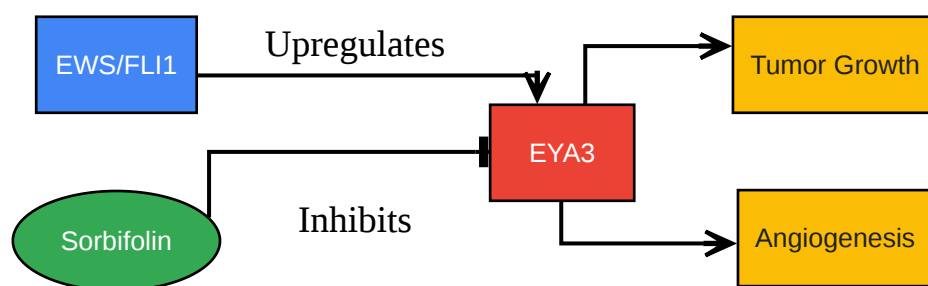 Upregulates
EWS/FLI1
Tumor Growth
EYA3
Inhibits
Sorbifolin
Angiogenesis